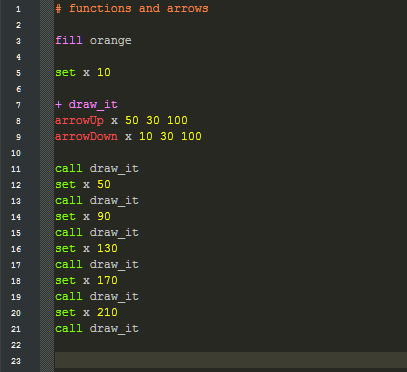 1 # functions and arrows
2
3 fill orange
4
5 set x 10
6
7 + draw_it
8 arrowUp x 50 30 100
9 arrowDown x 10 30 100
10
11 call draw_it
12 set x 50
13 call draw_it
14 set x 90
15 call draw_it
16 set x 130
17 call draw_it
18 set x 170
19 call draw_it
20 set x 210
21 call draw_it
22
23